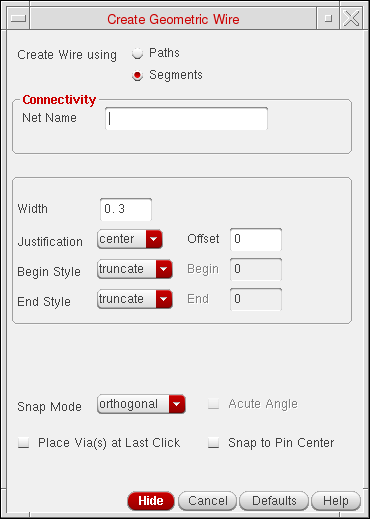 Create Geometric Wire
Create Wire using Paths
Segments
Connectivity
Net Name
Width 0.3
Justification center Offset 0
Begin Style truncate Begin 0
End Style truncate End 0
Snap Mode orthogonal Acute Angle
Place Via(s) at Last Click Snap to Pin Center
Hide Cancel Defaults Help